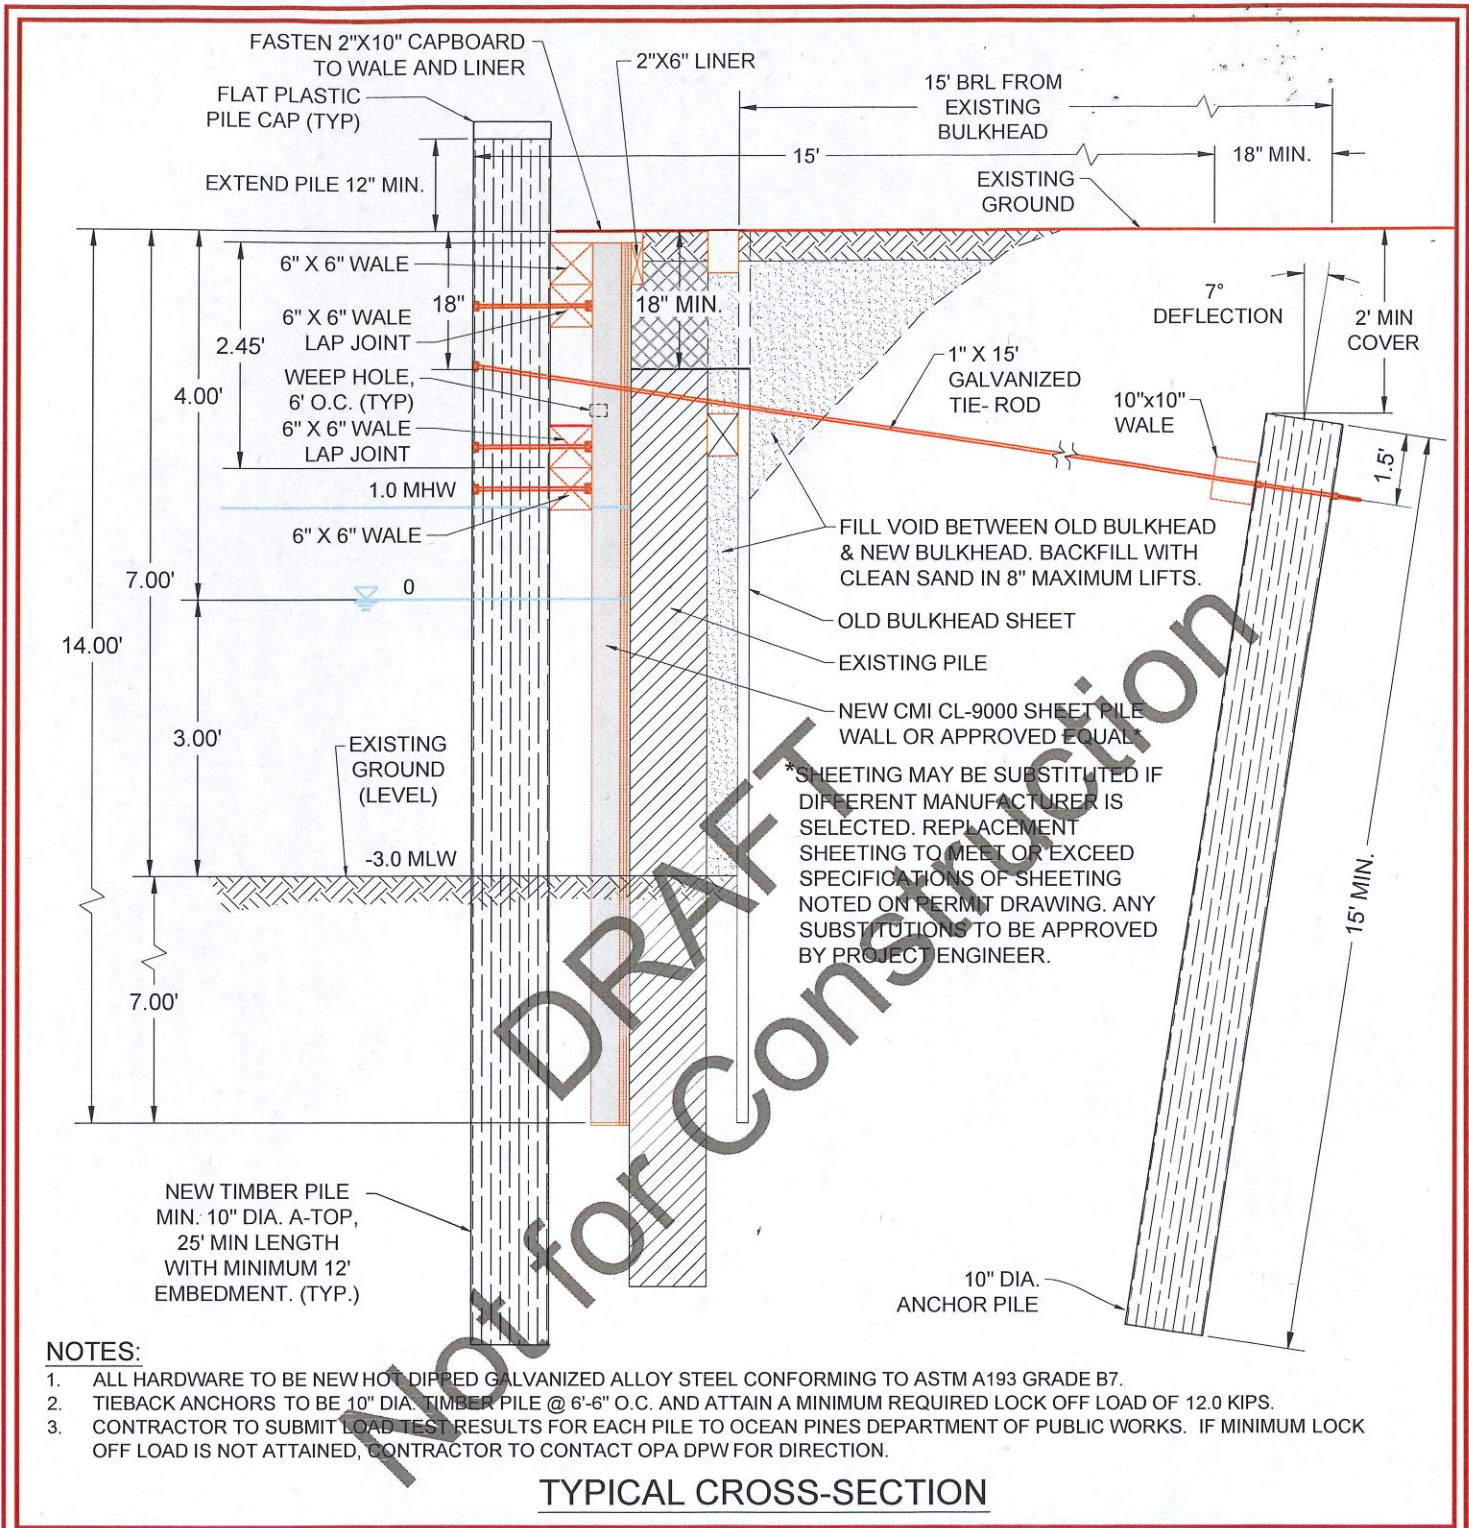 FASTEN 2"X10" CAPBOARD
TO WALE AND LINER
FLAT PLASTIC
PILE CAP (TYP)
2"X6" LINER
15' BRL FROM
EXISTING
BULKHEAD
15'
18" MIN.
EXTEND PILE 12" MIN.
EXISTING
GROUND
6" X 6" WALE
18"
18" MIN.
6" X 6" WALE
LAP JOINT
2.45'
7°
DEFLECTION
2' MIN
COVER
WEEP HOLE,
6' O.C. (TYP)
4.00'
1" X 15'
GALVANIZED
TIE- ROD
10"x10"
WALE
6" X 6" WALE
LAP JOINT
1.5'
1.0 MHW
6" X 6" WALE
FILL VOID BETWEEN OLD BULKHEAD
& NEW BULKHEAD. BACKFILL WITH
CLEAN SAND IN 8" MAXIMUM LIFTS.
7.00'
0
OLD BULKHEAD SHEET
14.00'
EXISTING PILE
3.00'
NEW CMI CL-9000 SHEET PILE
WALL OR APPROVED EQUAL*
EXISTING
GROUND
(LEVEL)
*SHEETING MAY BE SUBSTITUTED IF
DIFFERENT MANUFACTURER IS
SELECTED. REPLACEMENT
SHEETING TO MEET OR EXCEED
SPECIFICATIONS OF SHEETING
NOTED ON PERMIT DRAWING. ANY
SUBSTITUTIONS TO BE APPROVED
BY PROJECT ENGINEER.
-3.0 MLW
15' MIN.
7.00'
DRAFT
Not for Construction
NEW TIMBER PILE
MIN. 10" DIA. A-TOP,
25' MIN LENGTH
WITH MINIMUM 12'
EMBEDMENT. (TYP.)
10" DIA.
ANCHOR PILE
NOTES:
1. ALL HARDWARE TO BE NEW HOT DIPPED GALVANIZED ALLOY STEEL CONFORMING TO ASTM A193 GRADE B7.
2. TIEBACK ANCHORS TO BE 10" DIA. TIMBER PILE @ 6'-6" O.C. AND ATTAIN A MINIMUM REQUIRED LOCK OFF LOAD OF 12.0 KIPS.
3. CONTRACTOR TO SUBMIT LOAD TEST RESULTS FOR EACH PILE TO OCEAN PINES DEPARTMENT OF PUBLIC WORKS. IF MINIMUM LOCK
OFF LOAD IS NOT ATTAINED, CONTRACTOR TO CONTACT OPA DPW FOR DIRECTION.
TYPICAL CROSS-SECTION